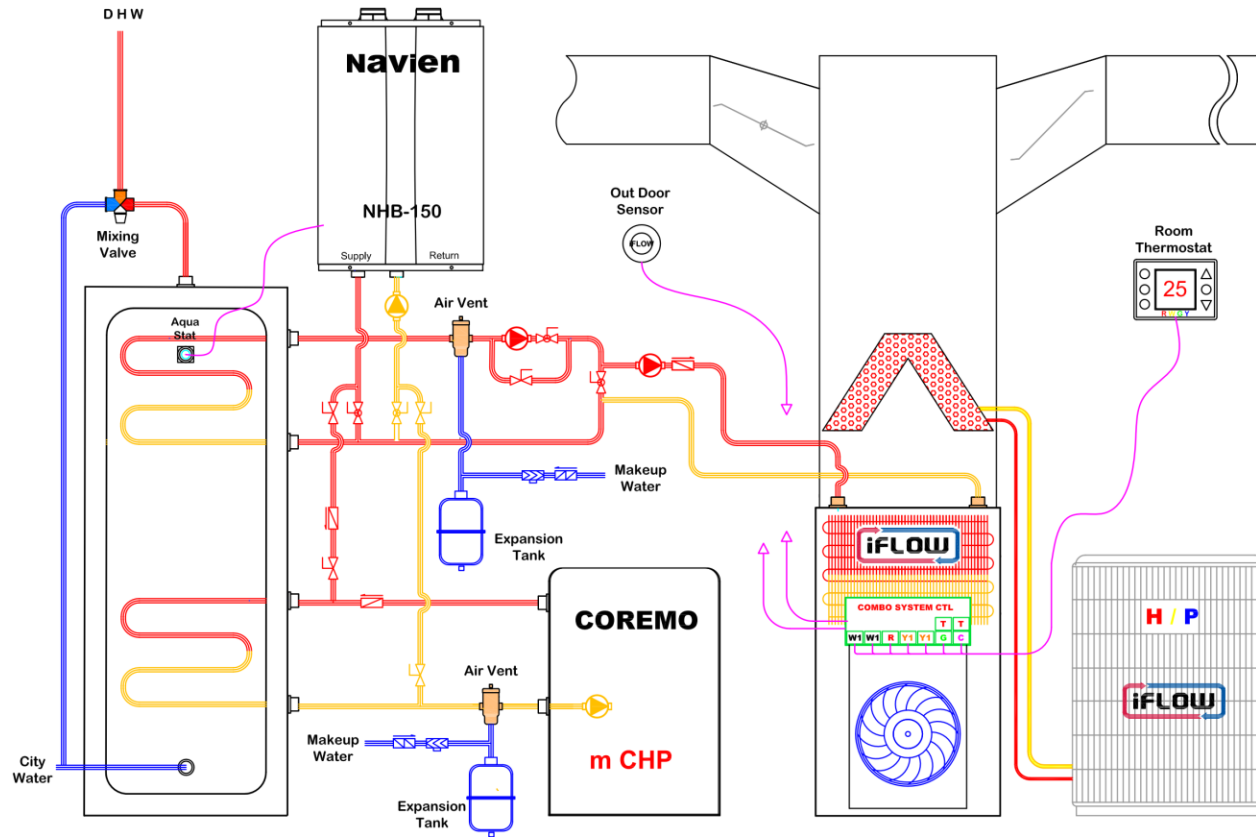 D H W
Navien
NHB-150
Supply
Return
Mixing
Valve
Out Door
Sensor
iFLOW
Room
Thermostat
25
R G Y
Aqua
Stat
Air Vent
Makeup
Water
Expansion
Tank
iFLOW
COREMO
m CHP
COMBO SYSTEM CTL
T T
W1 W1 R Y1 Y1 G C
H / P
iFLOW
Air Vent
Makeup
Water
City
Water
Expansion
Tank